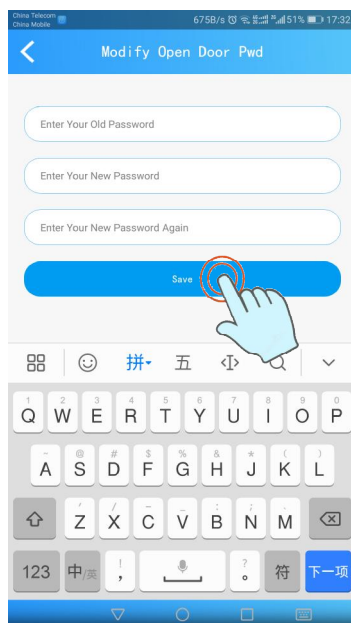 China Telecom
China Mobile
675B/s 51% 17:32
Modify Open Door Pwd
Enter Your Old Password
Enter Your New Password
Enter Your New Password Again
Save
拼 五
1 2 3 4 5 6 7 8 9 0
Q W E R T Y U I O P
~ @ # $ % & * ( )
A S D F G H J K L
Z X C V B N M
123 中/英 ! , ? 。 符 下一项